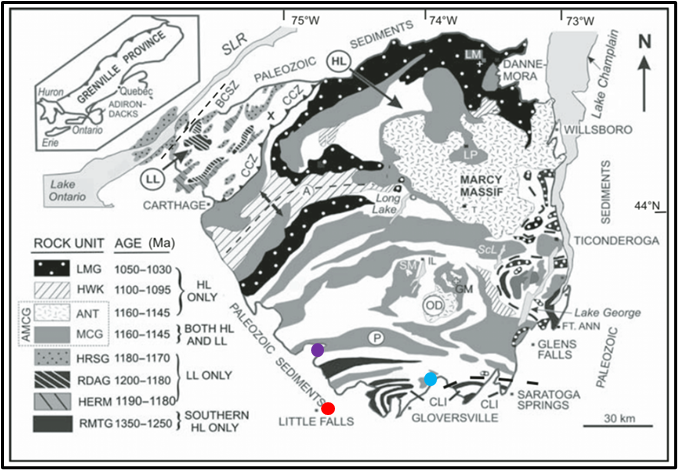 75°W
74°W
73°W
44°N
N
GRENVILLE PROVINCE
Huron
Quebec
ADIRON-
DACKS
Ontario
Erie
SLR
BCSZ
PALEOZOIC SEDIMENTS
HL
LM
DANNE-
MORA
Lake Champlain
CCZ
X
CCZ
LL
WILLSBORO
LP
MARCY
MASSIF
T
Lake
Ontario
CARTHAGE
A
Long
Lake
SEDIMENTS
TICONDEROGA
ScL
IL
SM
GM
OD
Lake George
FT. ANN
P
GLENS
FALLS
PALEOZOIC
PALEOZOIC SEDIMENTS
CLI
CLI
SARATOGA
SPRINGS
GLOVERSVILLE
LITTLE FALLS
30 km
ROCK UNIT AGE (Ma)
LMG 1050–1030
HWK 1100–1095
HL
ONLY
AMCG
ANT 1160–1145
MCG 1160–1145
BOTH HL
AND LL
HRSG 1180–1170
RDAG 1200–1180
LL ONLY
HERM 1190–1180
RMTG 1350–1250
SOUTHERN
HL ONLY